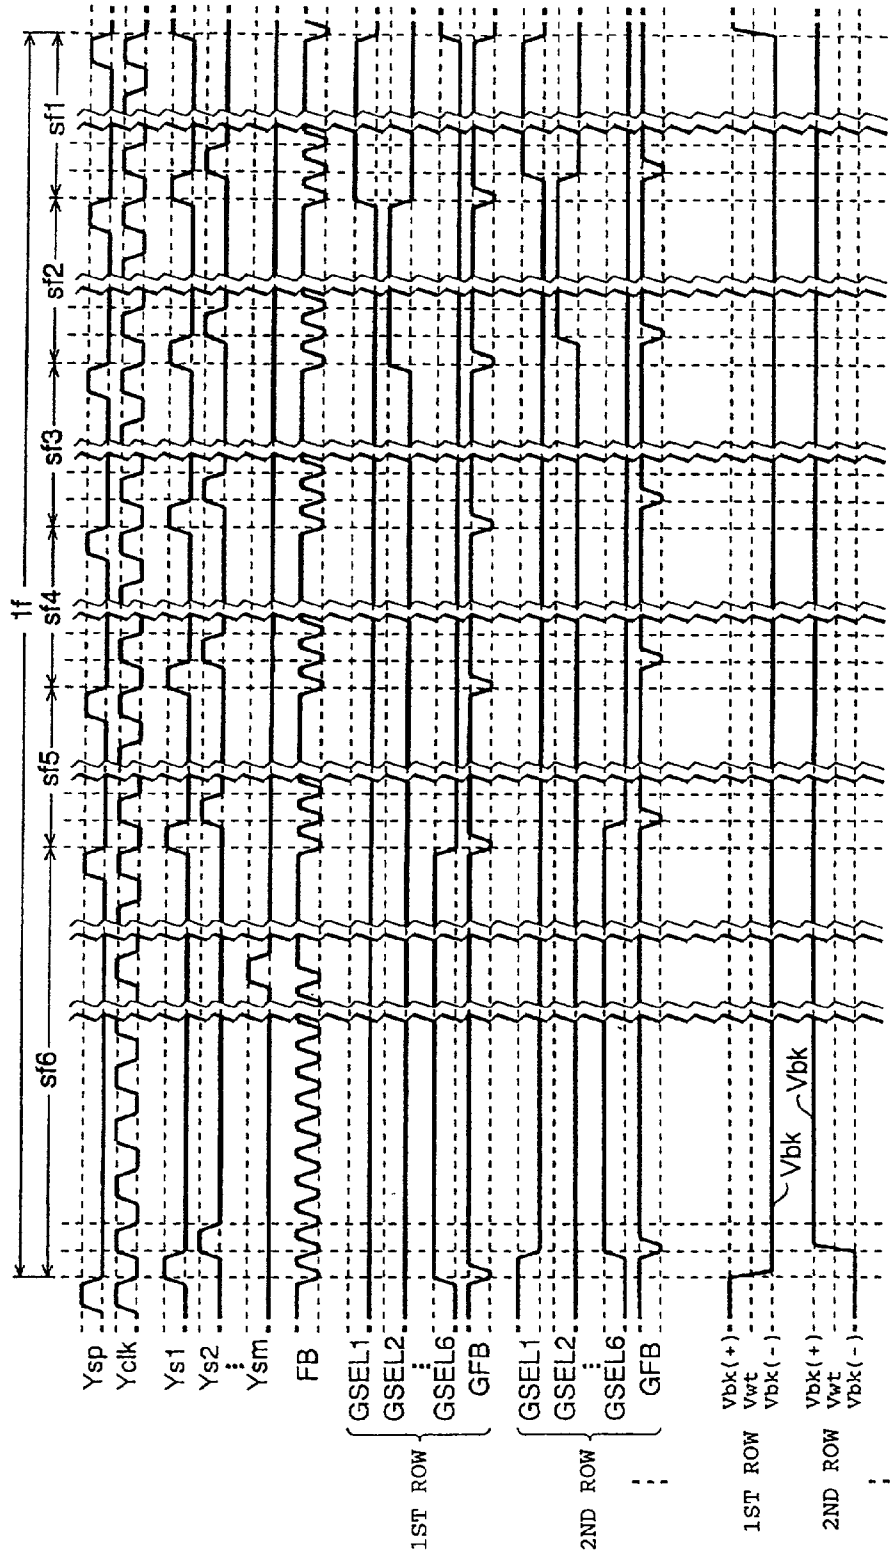 1f
sf6
sf5
sf4
sf3
sf2
sf1
Ysp
Yclk
Ys1
Ys2
Ysm
FB
1ST ROW
GSEL1
GSEL2
GSEL6
GFB
2ND ROW
GSEL1
GSEL2
GSEL6
GFB
1ST ROW
Vbk(+)
Vwt
Vbk(-)
Vbk
2ND ROW
Vbk(+)
Vwt
Vbk(-)
Vbk